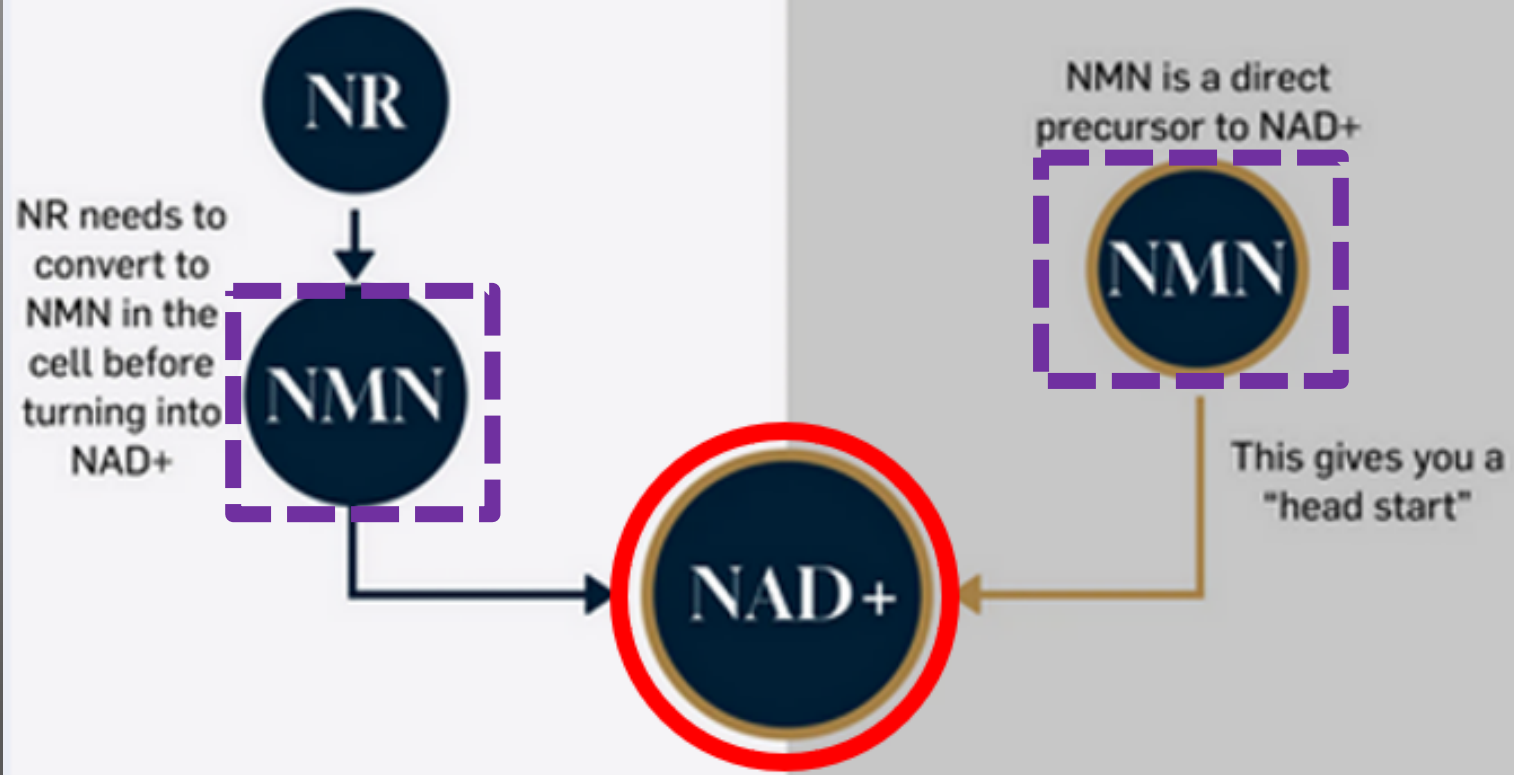 NR
NR needs to
convert to
NMN in the
cell before
turning into
NAD+
NMN
NMN is a direct
precursor to NAD+
NMN
This gives you a
“head start”
NAD+